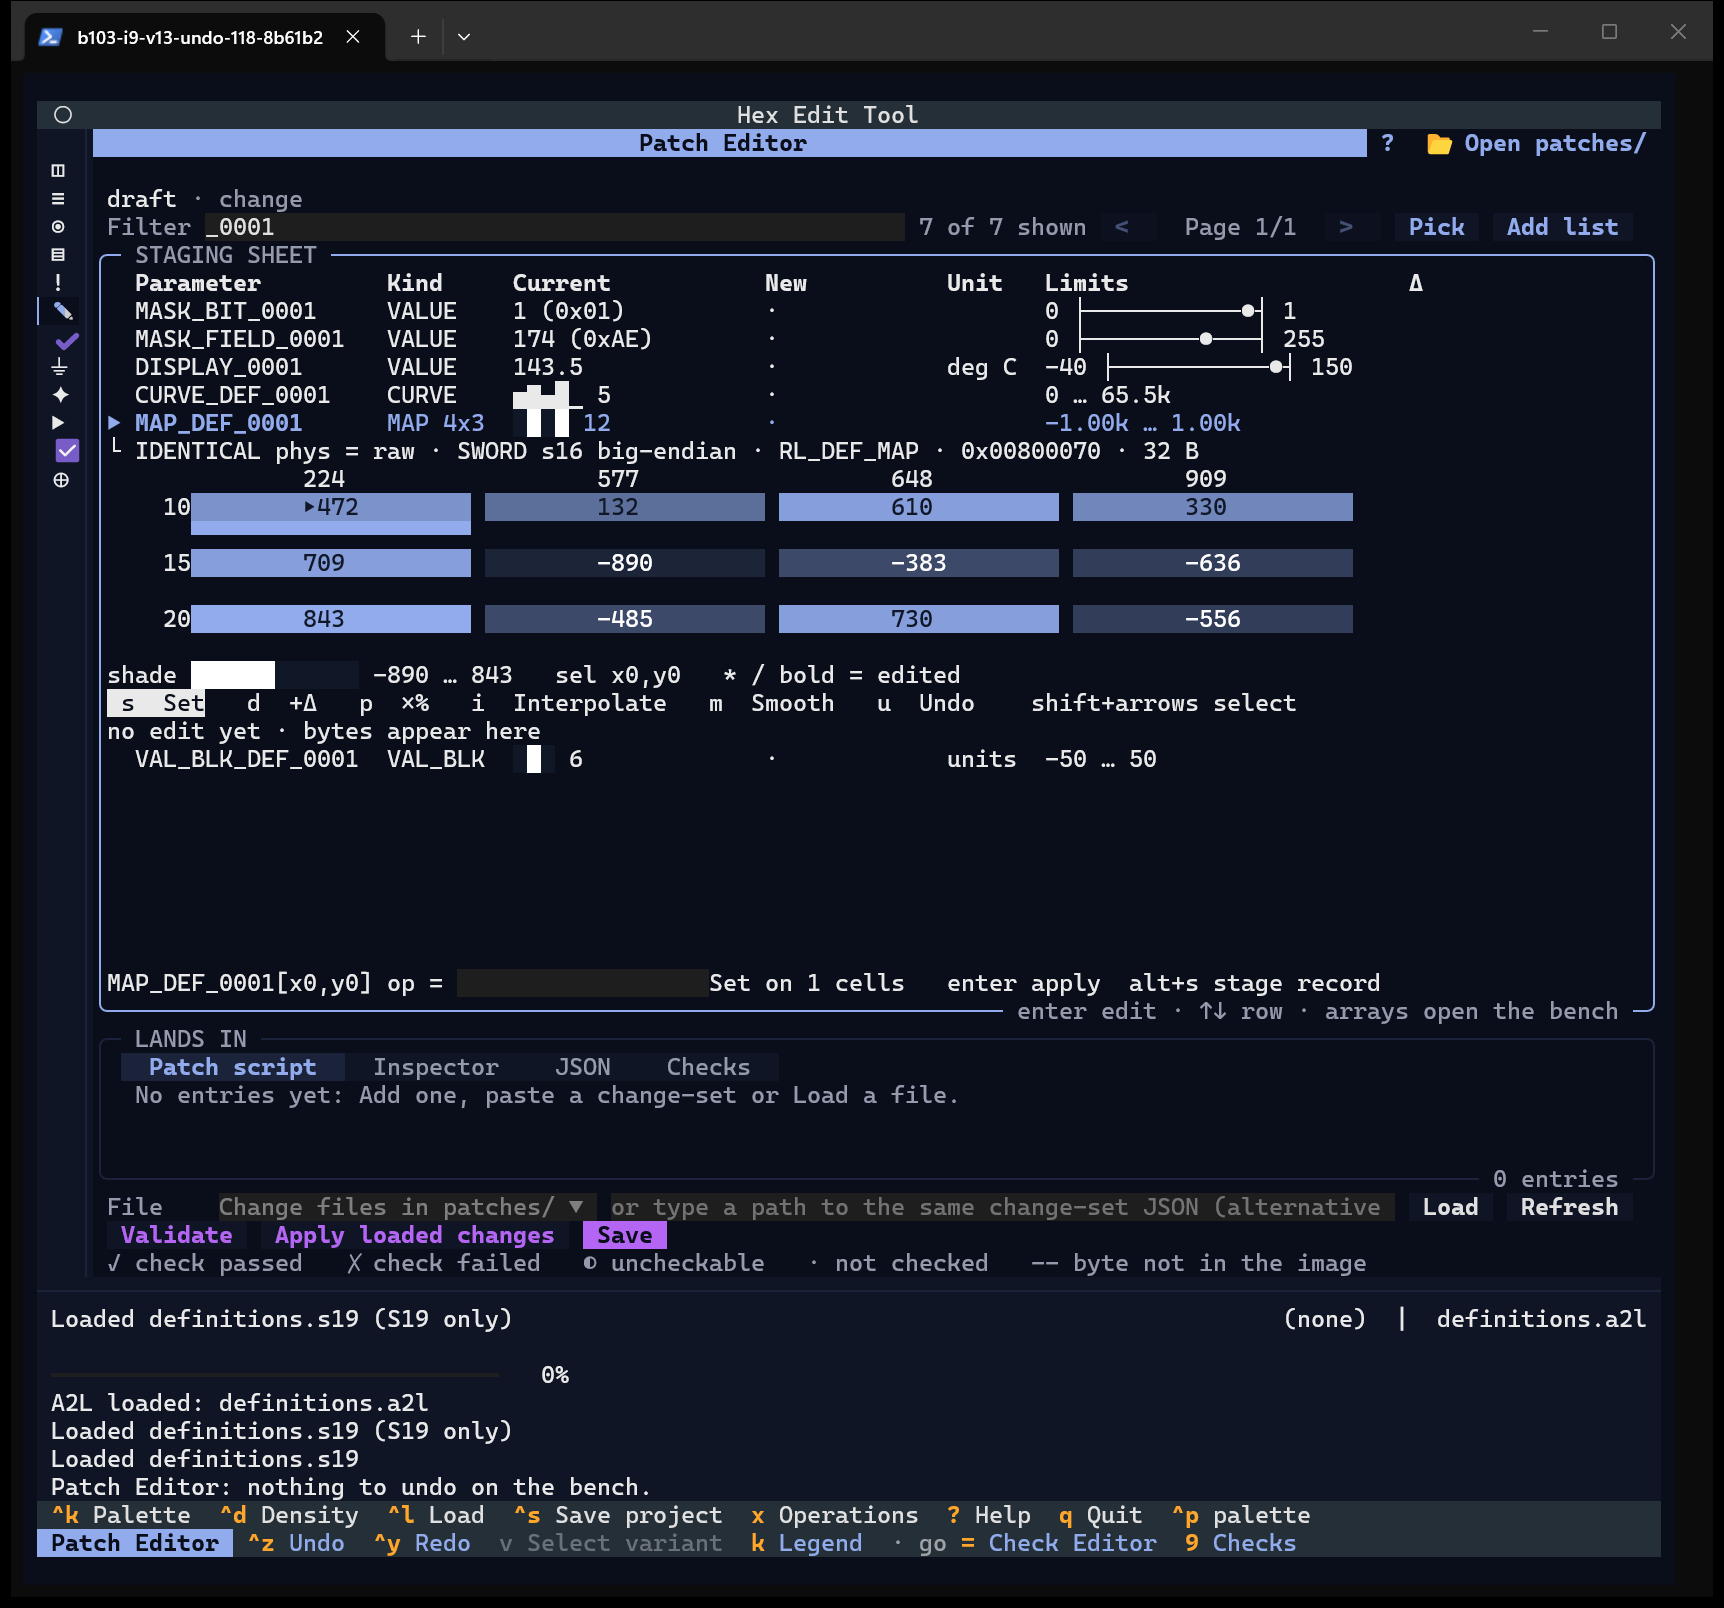 b103-i9-v13-undo-118-8b61b2
Hex Edit Tool
Patch Editor ? Open patches/
draft · change
Filter _0001 7 of 7 shown < Page 1/1 > Pick Add list
STAGING SHEET
Parameter Kind Current New Unit Limits Δ
MASK_BIT_0001 VALUE 1 (0x01) · 0 1
MASK_FIELD_0001 VALUE 174 (0xAE) · 0 255
DISPLAY_0001 VALUE 143.5 · deg C -40 150
CURVE_DEF_0001 CURVE 5 · 0 … 65.5k
MAP_DEF_0001 MAP 4x3 12 · -1.00k … 1.00k
└ IDENTICAL phys = raw · SWORD s16 big-endian · RL_DEF_MAP · 0x00800070 · 32 B
224 577 648 909
10 ▸472 132 610 330
15 709 -890 -383 -636
20 843 -485 730 -556
shade -890 … 843 sel x0,y0 * / bold = edited
s Set d +Δ p ×% i Interpolate m Smooth u Undo shift+arrows select
no edit yet · bytes appear here
VAL_BLK_DEF_0001 VAL_BLK 6 · units -50 … 50
MAP_DEF_0001[x0,y0] op = Set on 1 cells enter apply alt+s stage record
enter edit · ↑↓ row · arrays open the bench
LANDS IN
Patch script Inspector JSON Checks
No entries yet: Add one, paste a change-set or Load a file.
0 entries
File Change files in patches/ ▼ or type a path to the same change-set JSON (alternative Load Refresh
Validate Apply loaded changes Save
√ check passed ╳ check failed ◐ uncheckable · not checked -- byte not in the image
Loaded definitions.s19 (S19 only) (none) | definitions.a2l
0%
A2L loaded: definitions.a2l
Loaded definitions.s19 (S19 only)
Loaded definitions.s19
Patch Editor: nothing to undo on the bench.
^k Palette ^d Density ^l Load ^s Save project x Operations ? Help q Quit ^p palette
Patch Editor ^z Undo ^y Redo v Select variant k Legend · go = Check Editor 9 Checks